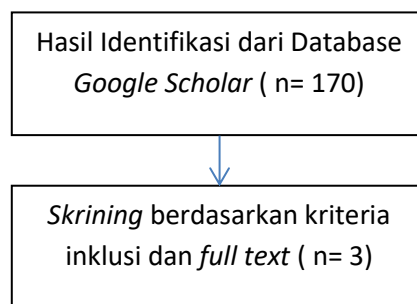 Hasil Identifikasi dari Database
Google Scholar ( n= 170)
Skrining berdasarkan kriteria
inklusi dan full text ( n= 3)